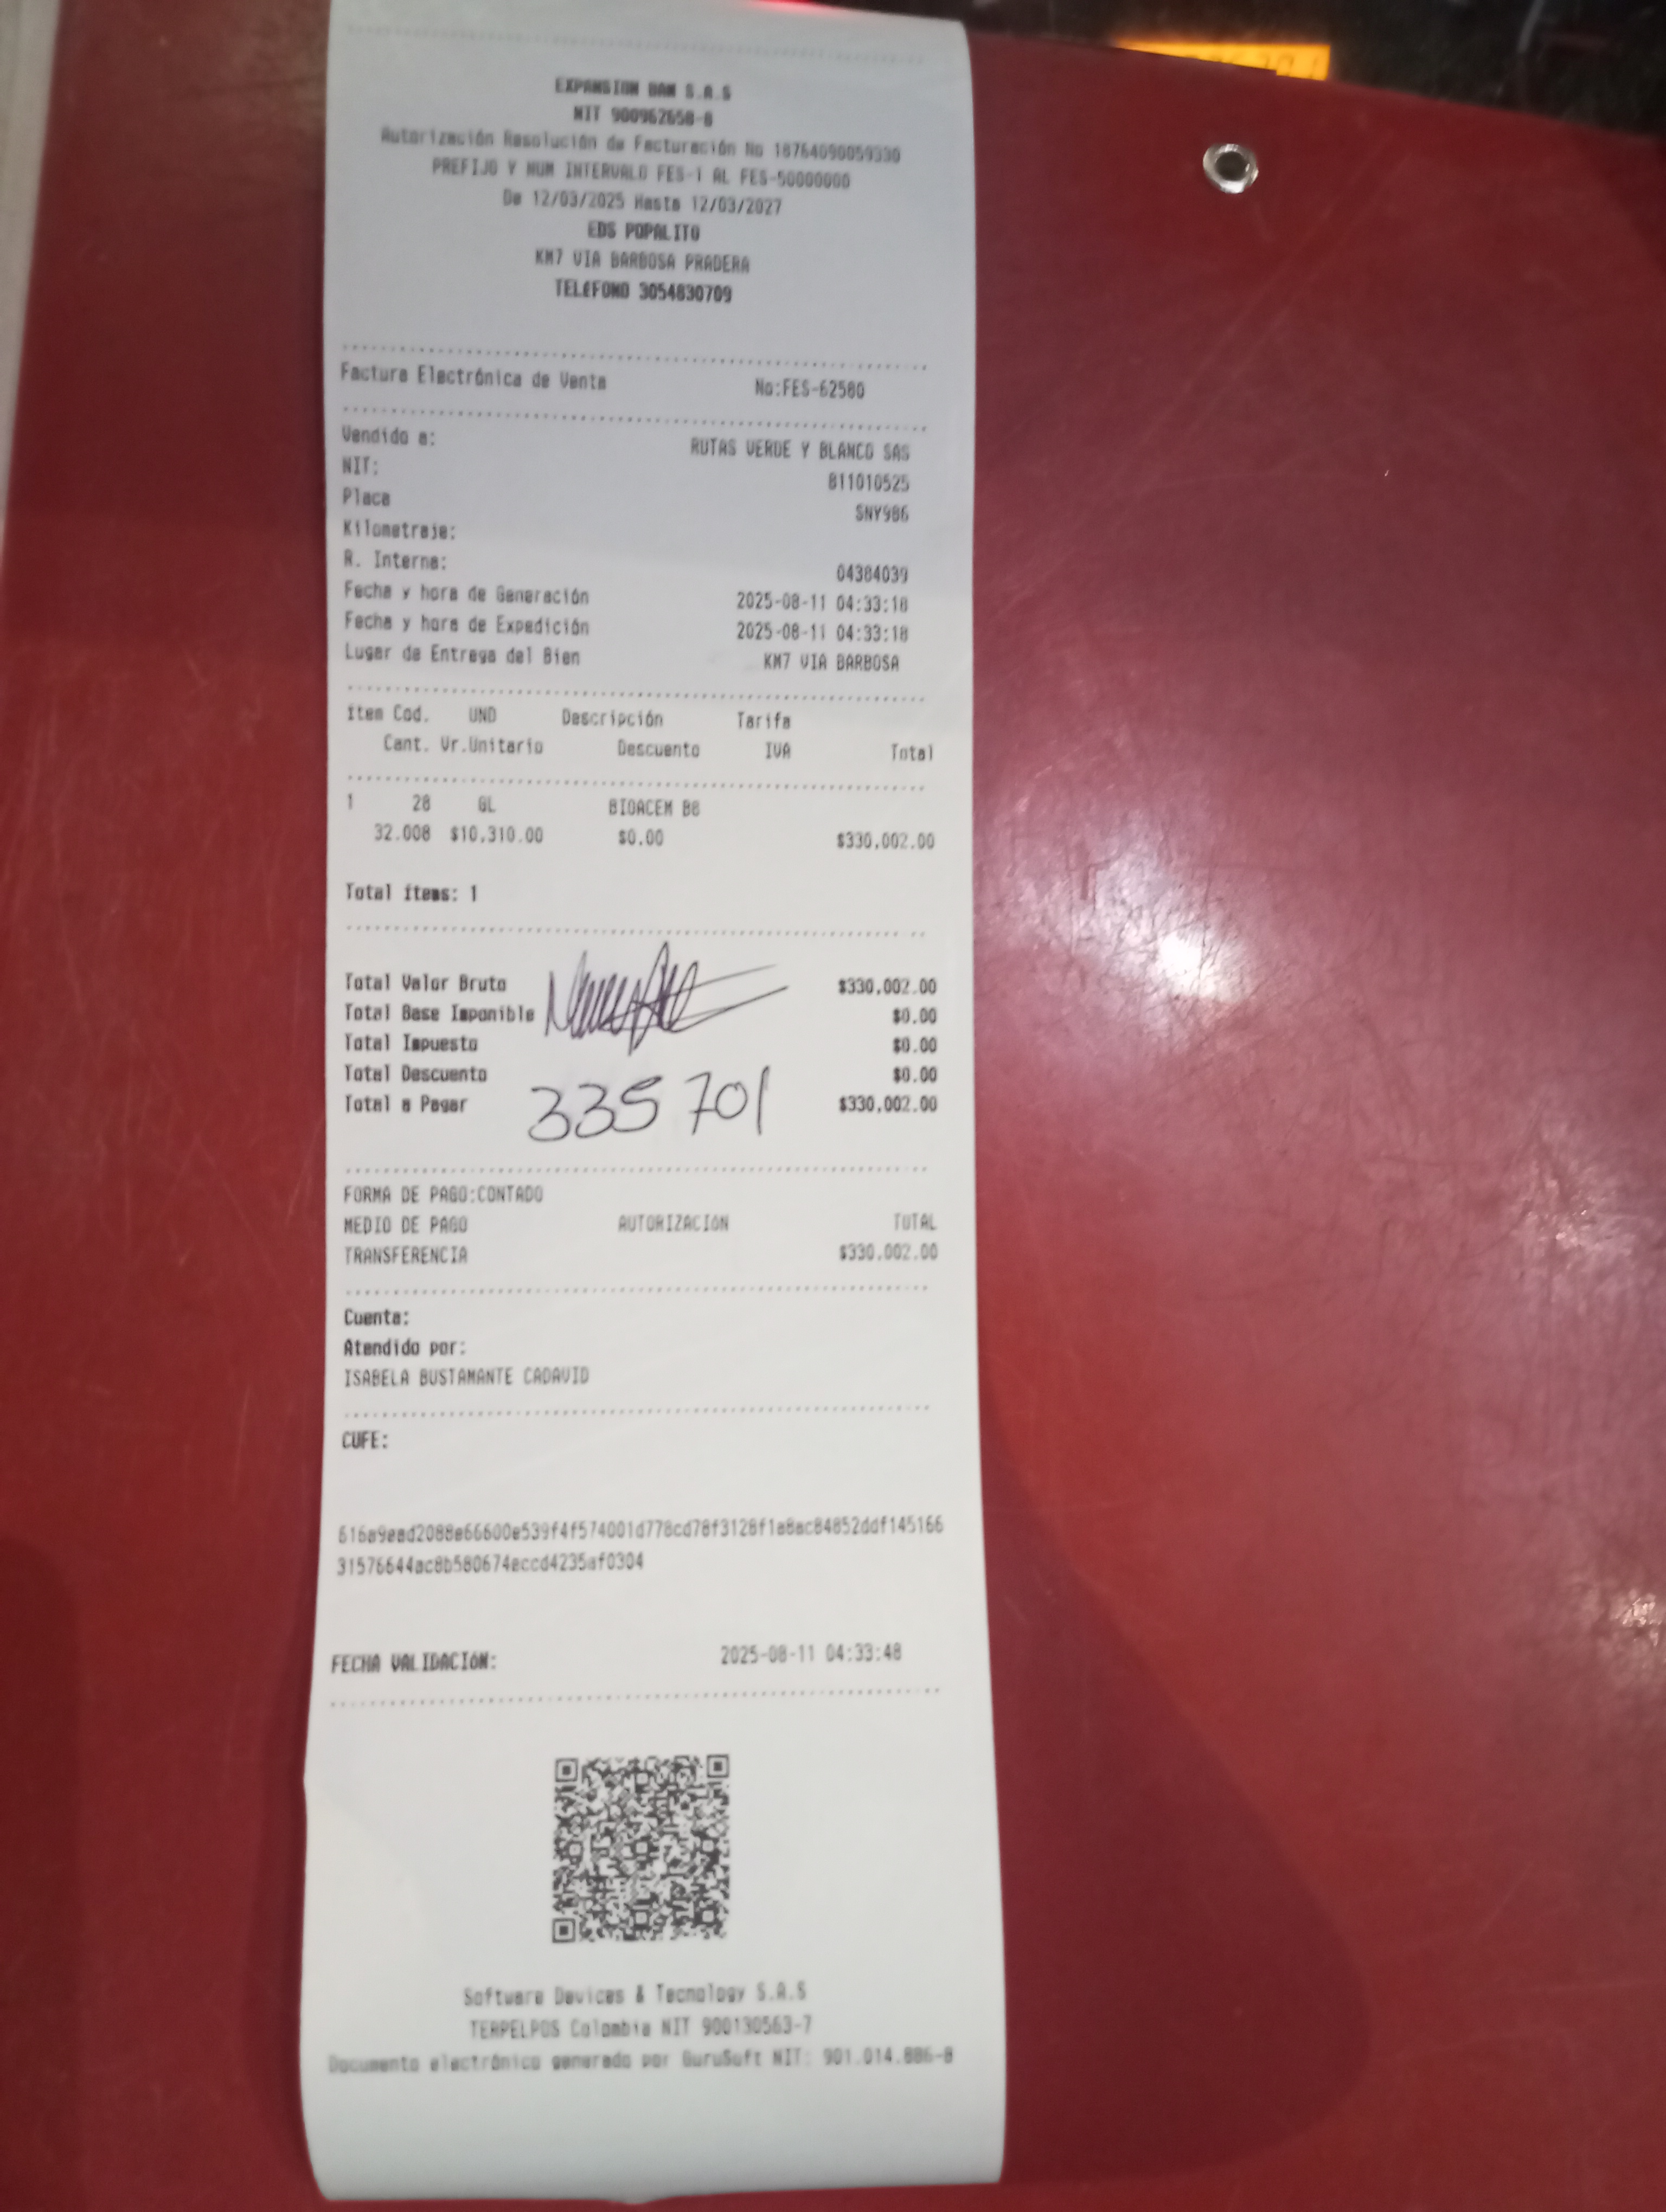 EXPANSION BAM S.A.S
NIT 900962658-8
Autorización Resolución de Facturación No 18764090059330
PREFIJO Y NUM INTERVALO FES-1 AL FES-50000000
De 12/03/2025 Hasta 12/03/2027
EDS POPALITO
KM7 VIA BARBOSA PRADERA
TELéFONO 3054830709
Factura Electrónica de Venta No:FES-62580
Vendido a: RUTAS VERDE Y BLANCO SAS
NIT: 811010525
Placa SNY986
Kilometraje:
R. Interna: 04384039
Fecha y hora de Generación 2025-08-11 04:33:18
Fecha y hora de Expedición 2025-08-11 04:33:18
Lugar de Entrega del Bien KM7 VIA BARBOSA
ítem Cod. UND Descripción Tarifa
Cant. Vr.Unitario Descuento IVA Total
1 28 GL BIOACEM B8
32.008 $10,310.00 $0.00 $330,002.00
Total ítems: 1
Total Valor Bruto $330,002.00
Total Base Imponible $0.00
Total Impuesto $0.00
Total Descuento $0.00
Total a Pagar $330,002.00
335701
FORMA DE PAGO:CONTADO
MEDIO DE PAGO AUTORIZACIóN TOTAL
TRANSFERENCIA $330,002.00
Cuenta:
Atendido por:
ISABELA BUSTAMANTE CADAVID
CUFE:
616a9ead2088e66600e539f4f574001d778cd78f3128f1a8ac84852ddf145166
31576644ac8b580674eccd4235af0304
FECHA VALIDACIóN: 2025-08-11 04:33:48
Software Devices & Tecnology S.A.S
TERPELPOS Colombia NIT 900130563-7
Documento electrónico generado por GuruSoft NIT: 901.014.886-8